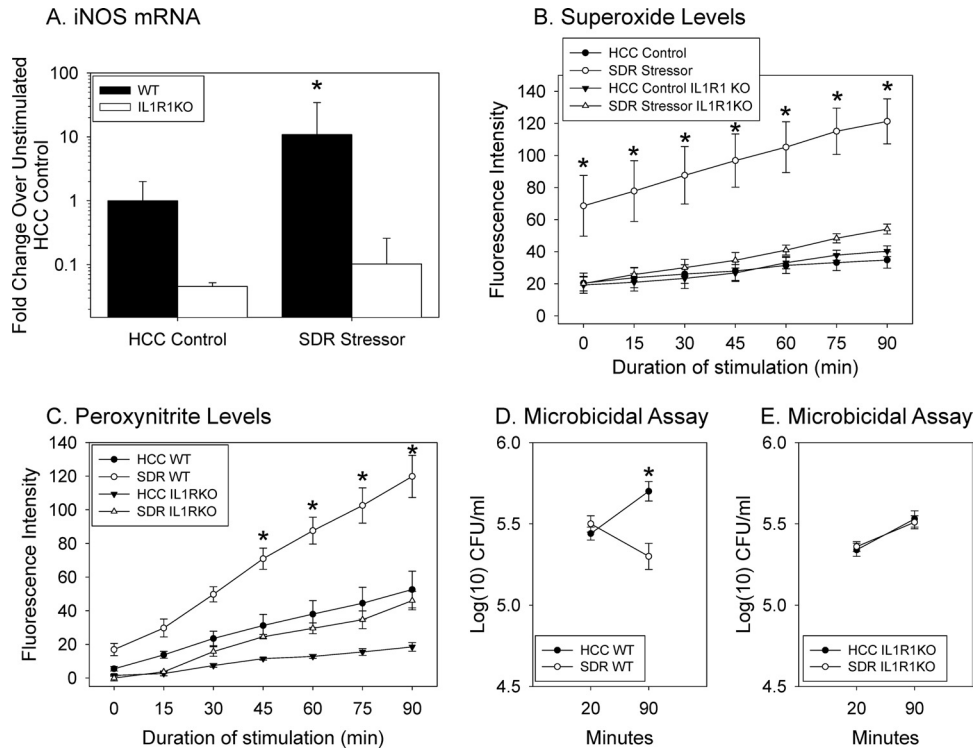 A. iNOS mRNA
Fold Change Over Unstimulated
HCC Control
100
10
1
0.1
WT
IL1R1KO
*
HCC Control
SDR Stressor
B. Superoxide Levels
HCC Control
SDR Stressor
HCC Control IL1R1 KO
SDR Stressor IL1R1KO
Fluorescence Intensity
140
120
100
80
60
40
20
0
* * * * * * *
0 15 30 45 60 75 90
Duration of stimulation (min)
C. Peroxynitrite Levels
HCC WT
SDR WT
HCC IL1RKO
SDR IL1RKO
Fluorescence Intensity
140
120
100
80
60
40
20
0
* * * *
0 15 30 45 60 75 90
Duration of stimulation (min)
D. Microbicidal Assay
Log(10) CFU/ml
6.0
5.5
5.0
4.5
*
HCC WT
SDR WT
20 90
Minutes
E. Microbicidal Assay
Log(10) CFU/ml
6.0
5.5
5.0
4.5
HCC IL1R1KO
SDR IL1R1KO
20 90
Minutes